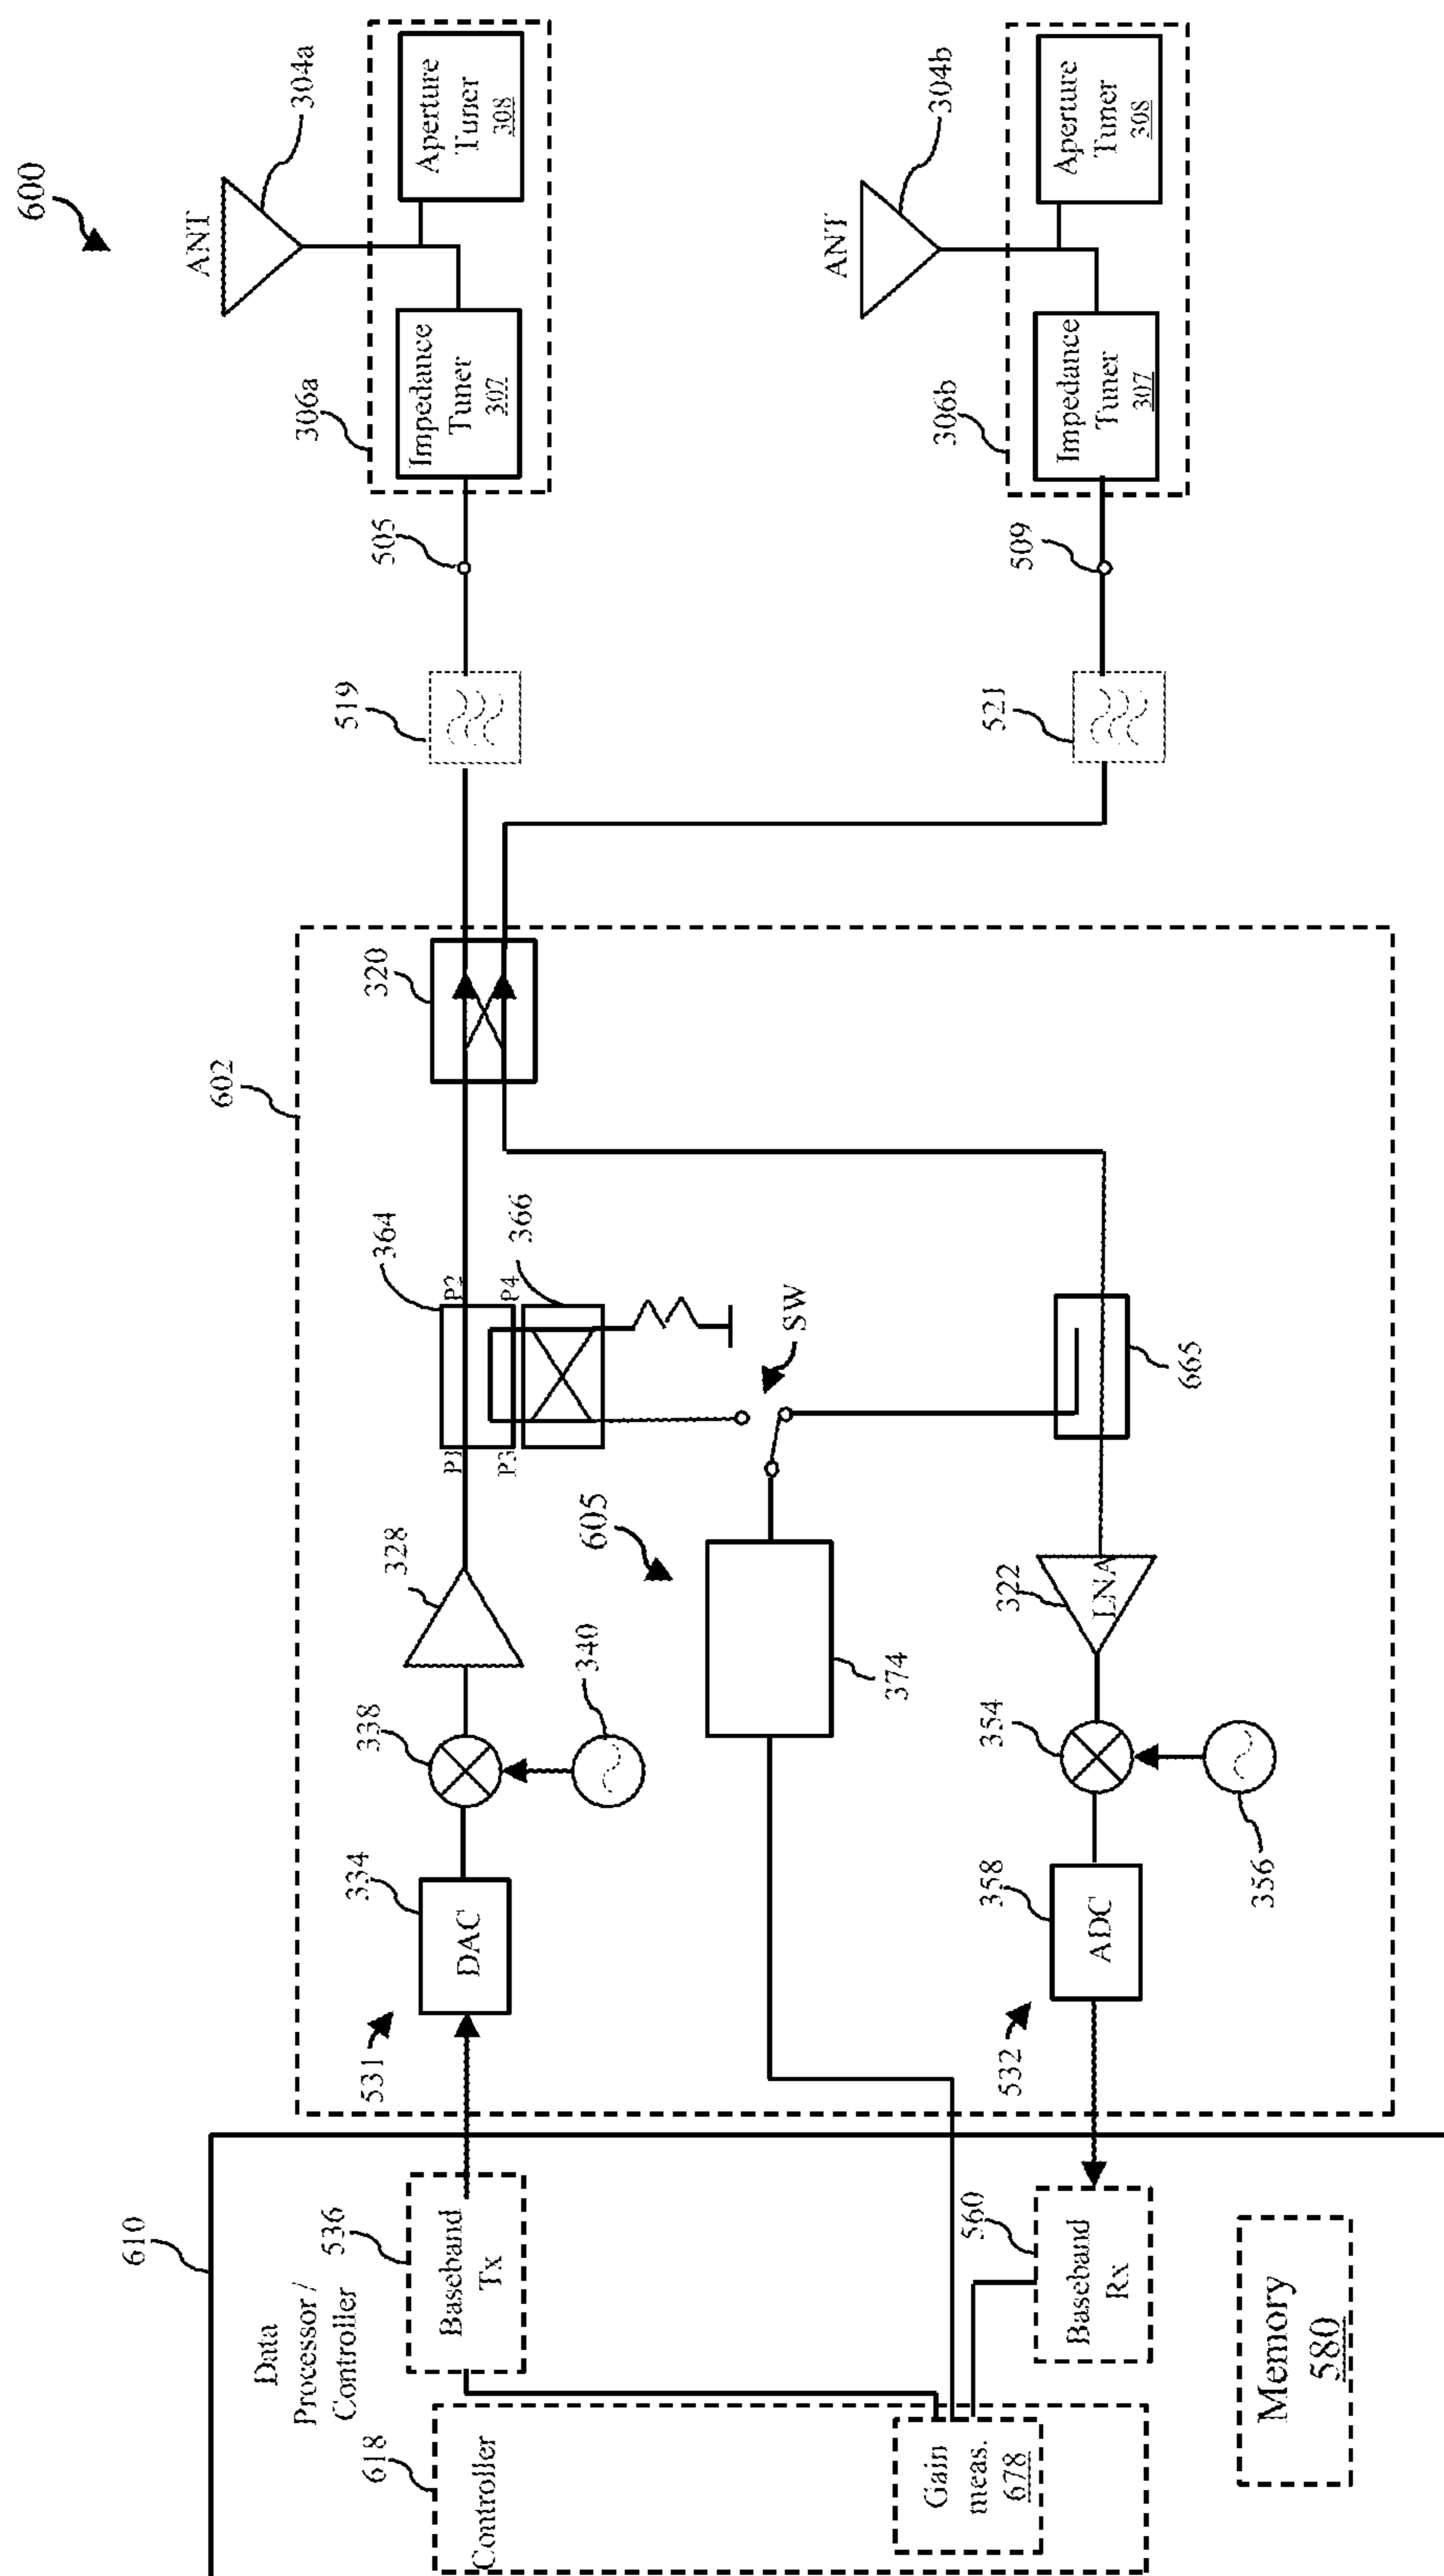 600
610
Data
Processor /
Controller
618
Controller
Gain
meas.
678
536
Baseband
Tx
560
Baseband
Rx
Memory
580
602
531
334
DAC
338
340
328
P1
P2
P3
P4
364
366
320
605
374
SW
532
358
ADC
354
356
322
LNA
665
519
505
306a
Impedance
Tuner
307
ANT
304a
Aperture
Tuner
308
521
509
306b
Impedance
Tuner
307
ANT
304b
Aperture
Tuner
308